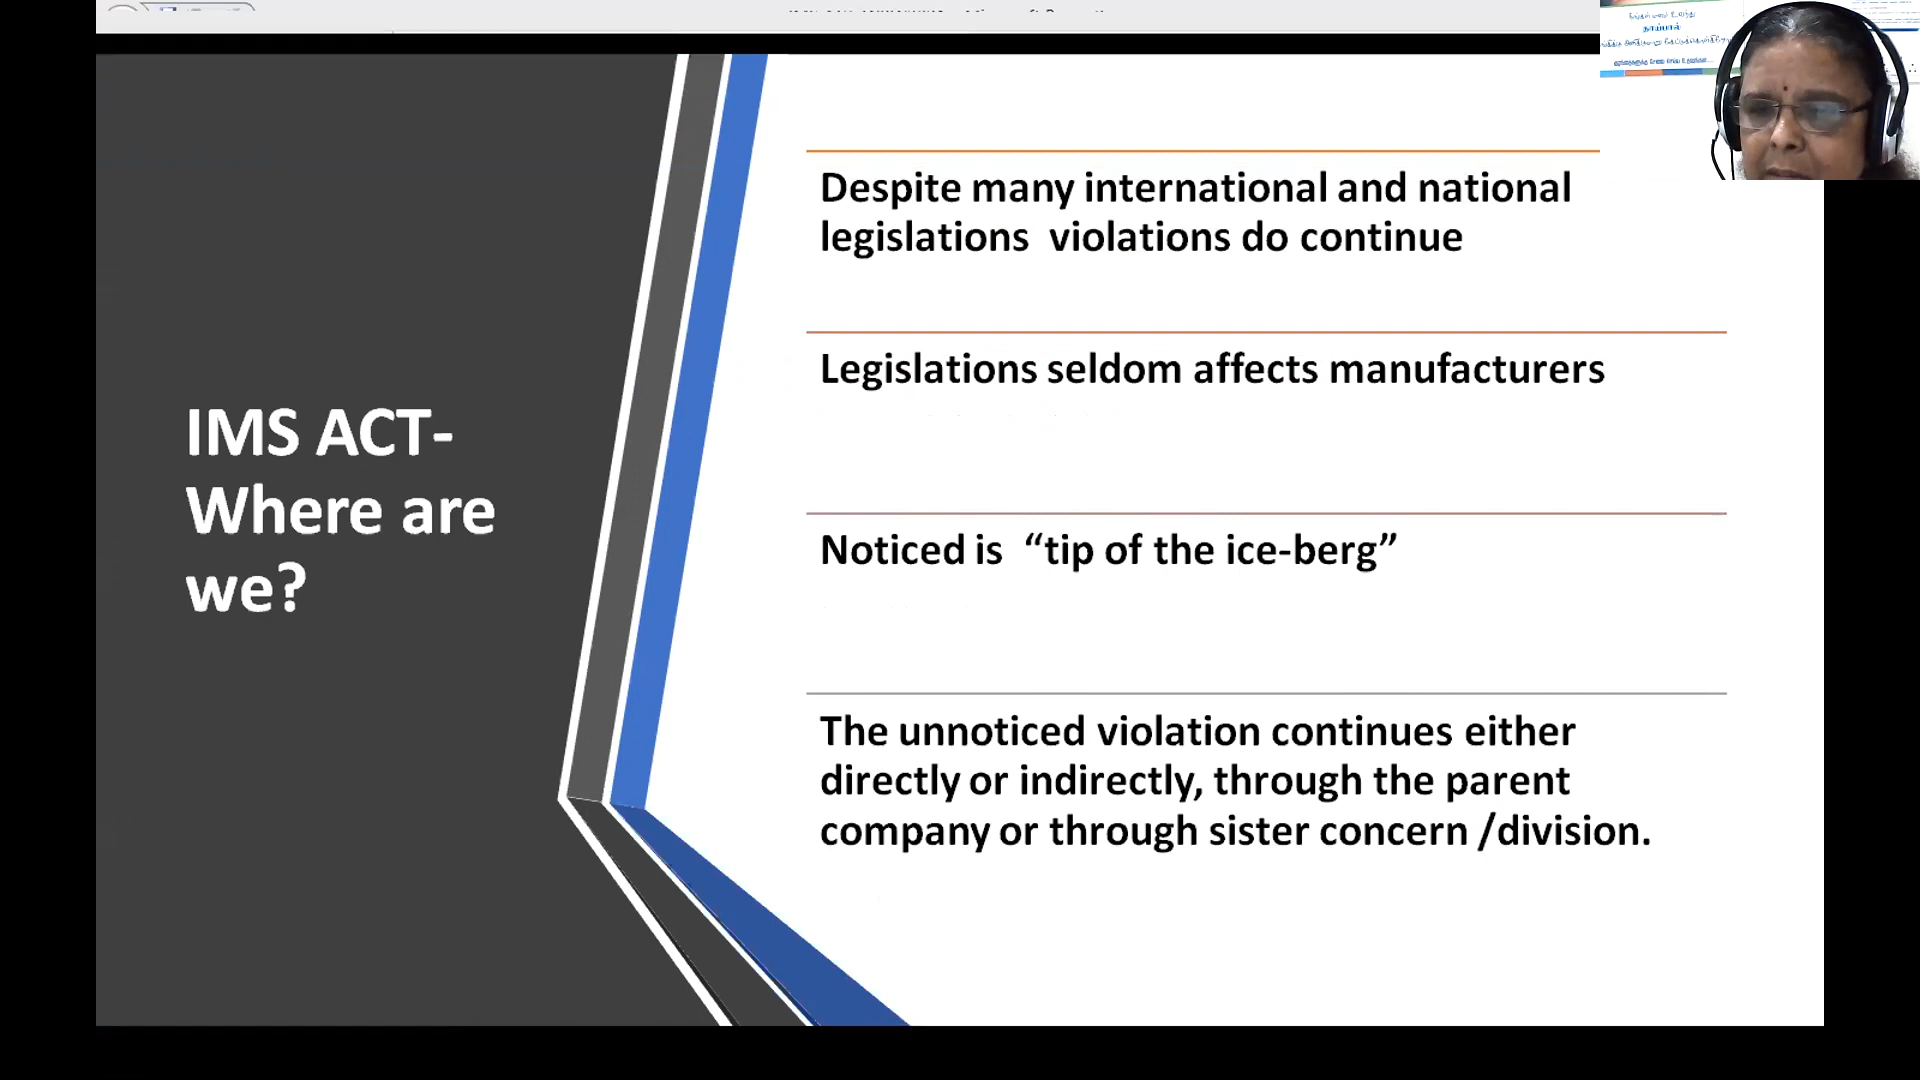 தாய்ப்பால்
IMS ACT-
Where are
we?
Despite many international and national
legislations violations do continue
Legislations seldom affects manufacturers
Noticed is “tip of the ice-berg”
The unnoticed violation continues either
directly or indirectly, through the parent
company or through sister concern /division.